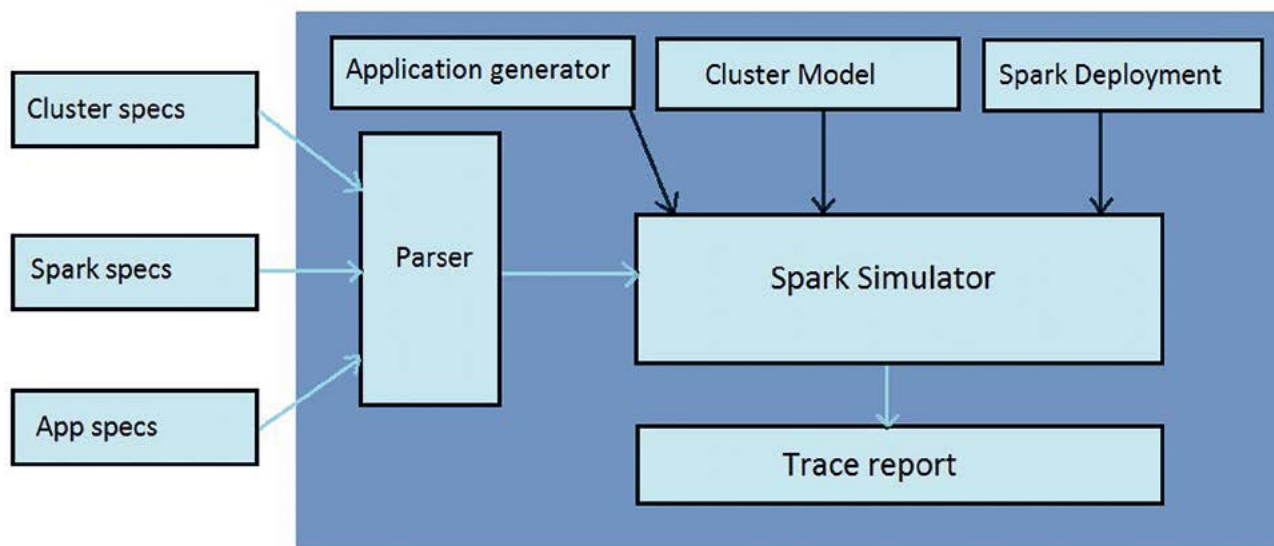 Application generator
Cluster Model
Spark Deployment
Cluster specs
Spark specs
App specs
Parser
Spark Simulator
Trace report